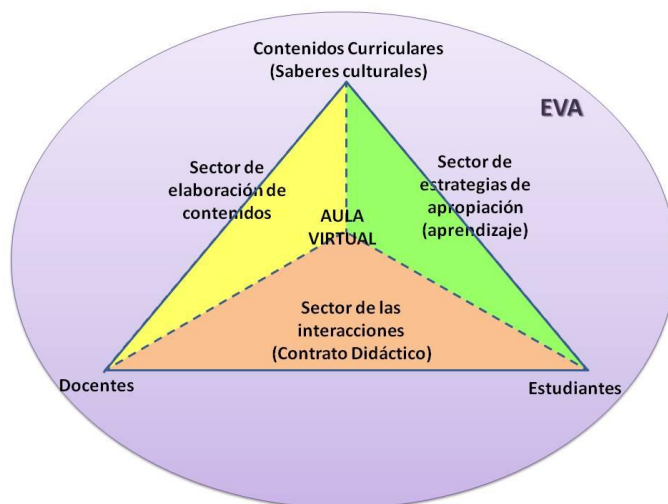 Contenidos Curriculares
(Saberes culturales)
EVA
Sector de
elaboración de
contenidos
Sector de
estrategias de
apropiación
(aprendizaje)
AULA
VIRTUAL
Sector de las
interacciones
(Contrato Didáctico)
Docentes
Estudiantes